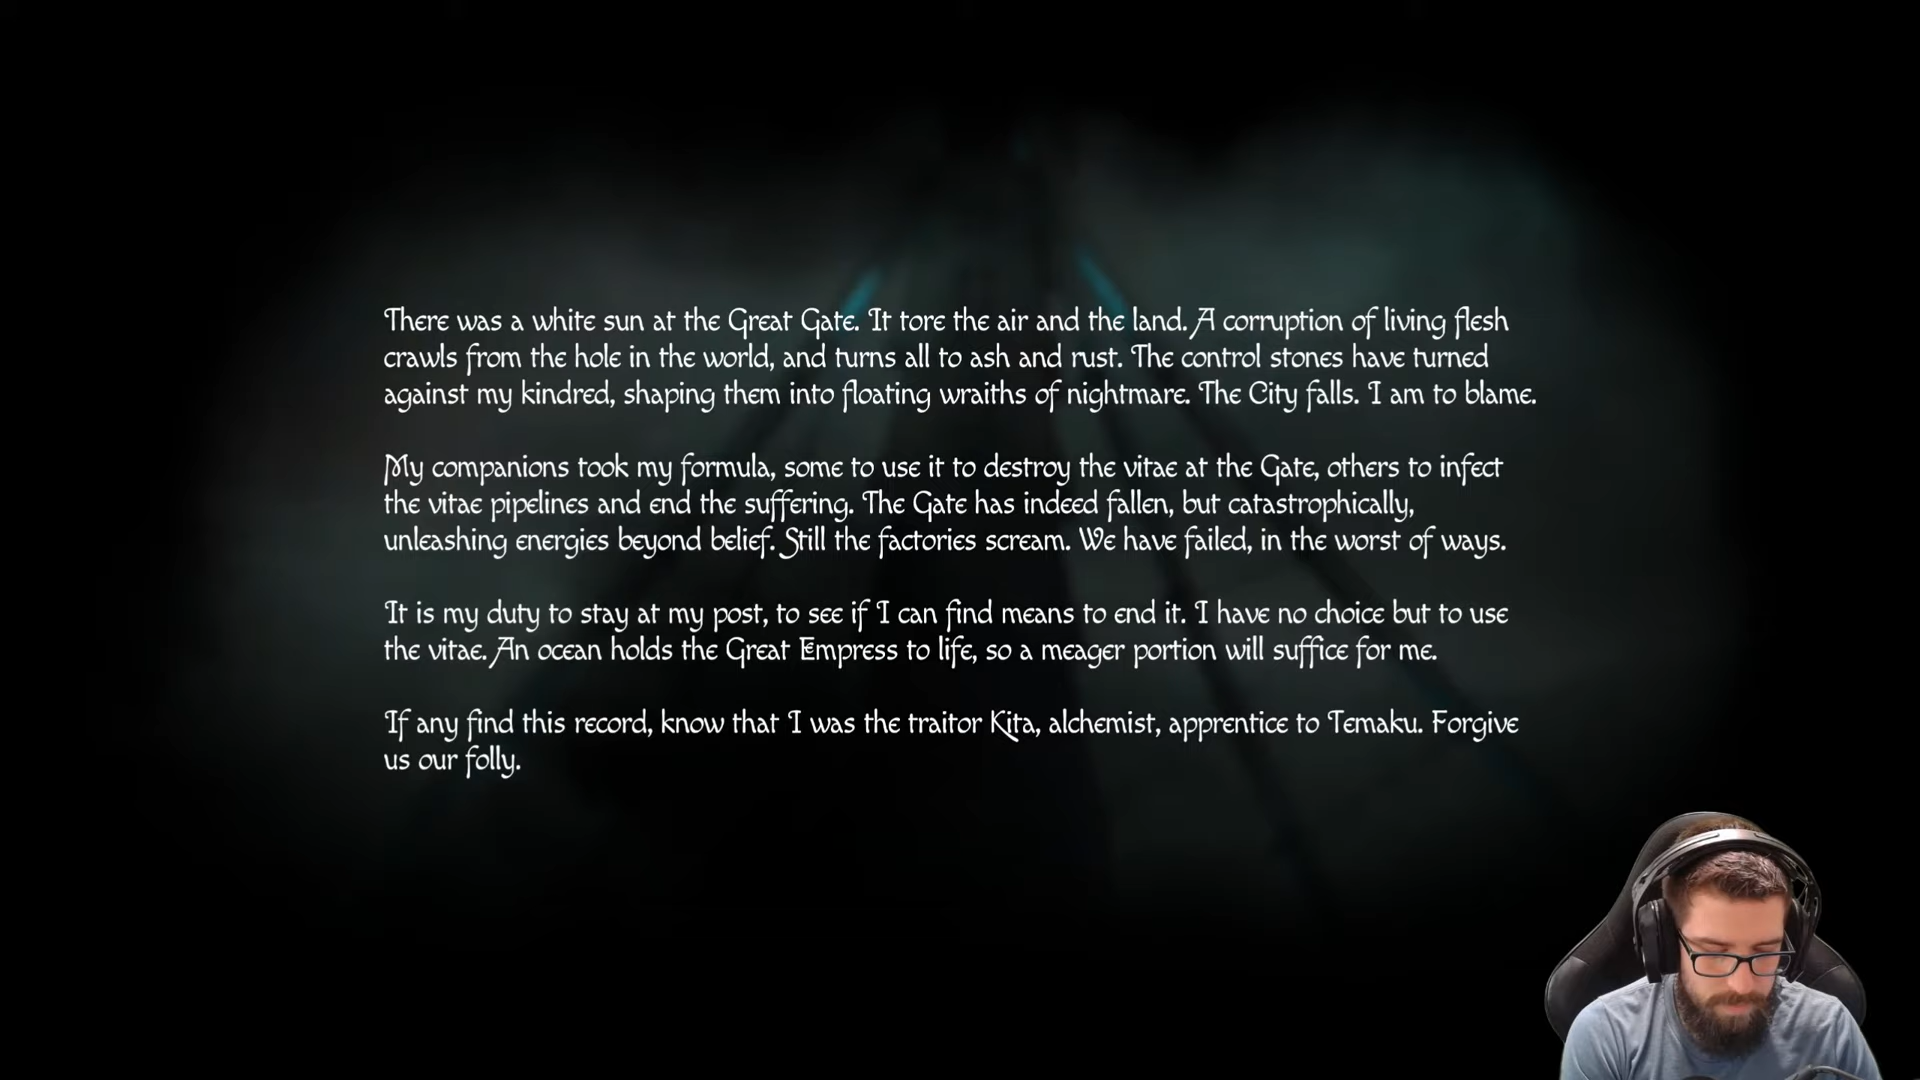 There was a white sun at the Great Gate. It tore the air and the land. A corruption of living flesh
crawls from the hole in the world, and turns all to ash and rust. The control stones have turned
against my kindred, shaping them into floating wraiths of nightmare. The City falls. I am to blame.
My companions took my formula, some to use it to destroy the vitae at the Gate, others to infect
the vitae pipelines and end the suffering. The Gate has indeed fallen, but catastrophically,
unleashing energies beyond belief. Still the factories scream. We have failed, in the worst of ways.
It is my duty to stay at my post, to see if I can find means to end it. I have no choice but to use
the vitae. An ocean holds the Great Empress to life, so a meager portion will suffice for me.
If any find this record, know that I was the traitor Kita, alchemist, apprentice to Temaku. Forgive
us our folly.